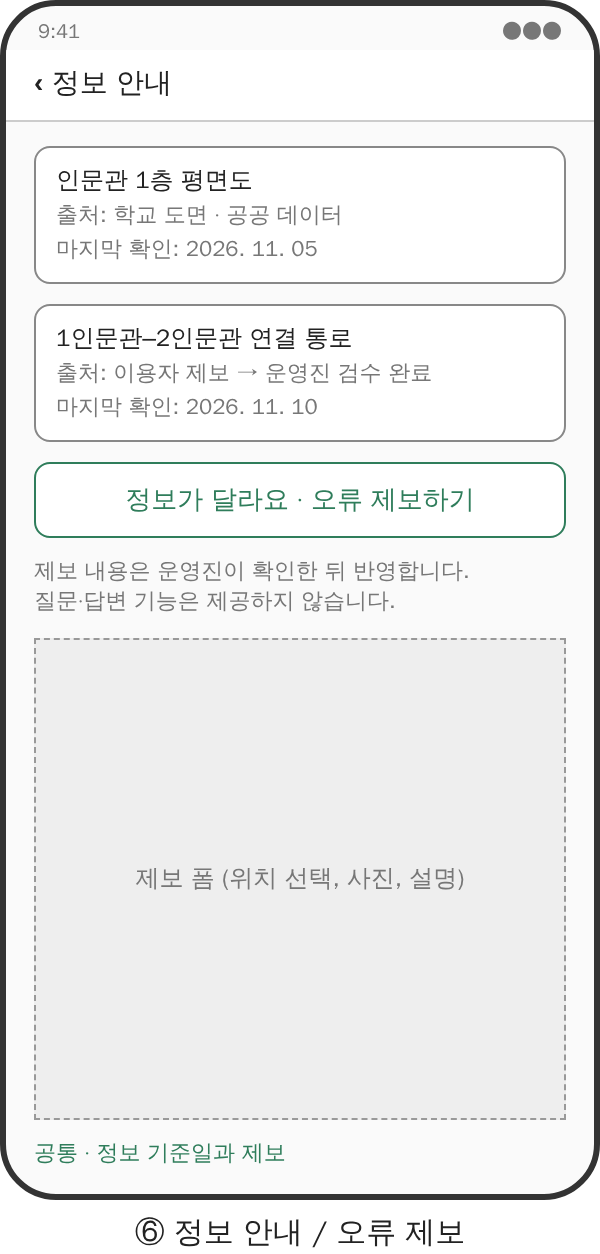 9:41
‹ 정보 안내
인문관 1층 평면도
출처: 학교 도면 · 공공 데이터
마지막 확인: 2026. 11. 05
1인문관–2인문관 연결 통로
출처: 이용자 제보 → 운영진 검수 완료
마지막 확인: 2026. 11. 10
정보가 달라요 · 오류 제보하기
제보 내용은 운영진이 확인한 뒤 반영합니다.
질문·답변 기능은 제공하지 않습니다.
제보 폼 (위치 선택, 사진, 설명)
공통 · 정보 기준일과 제보
⑥ 정보 안내 / 오류 제보